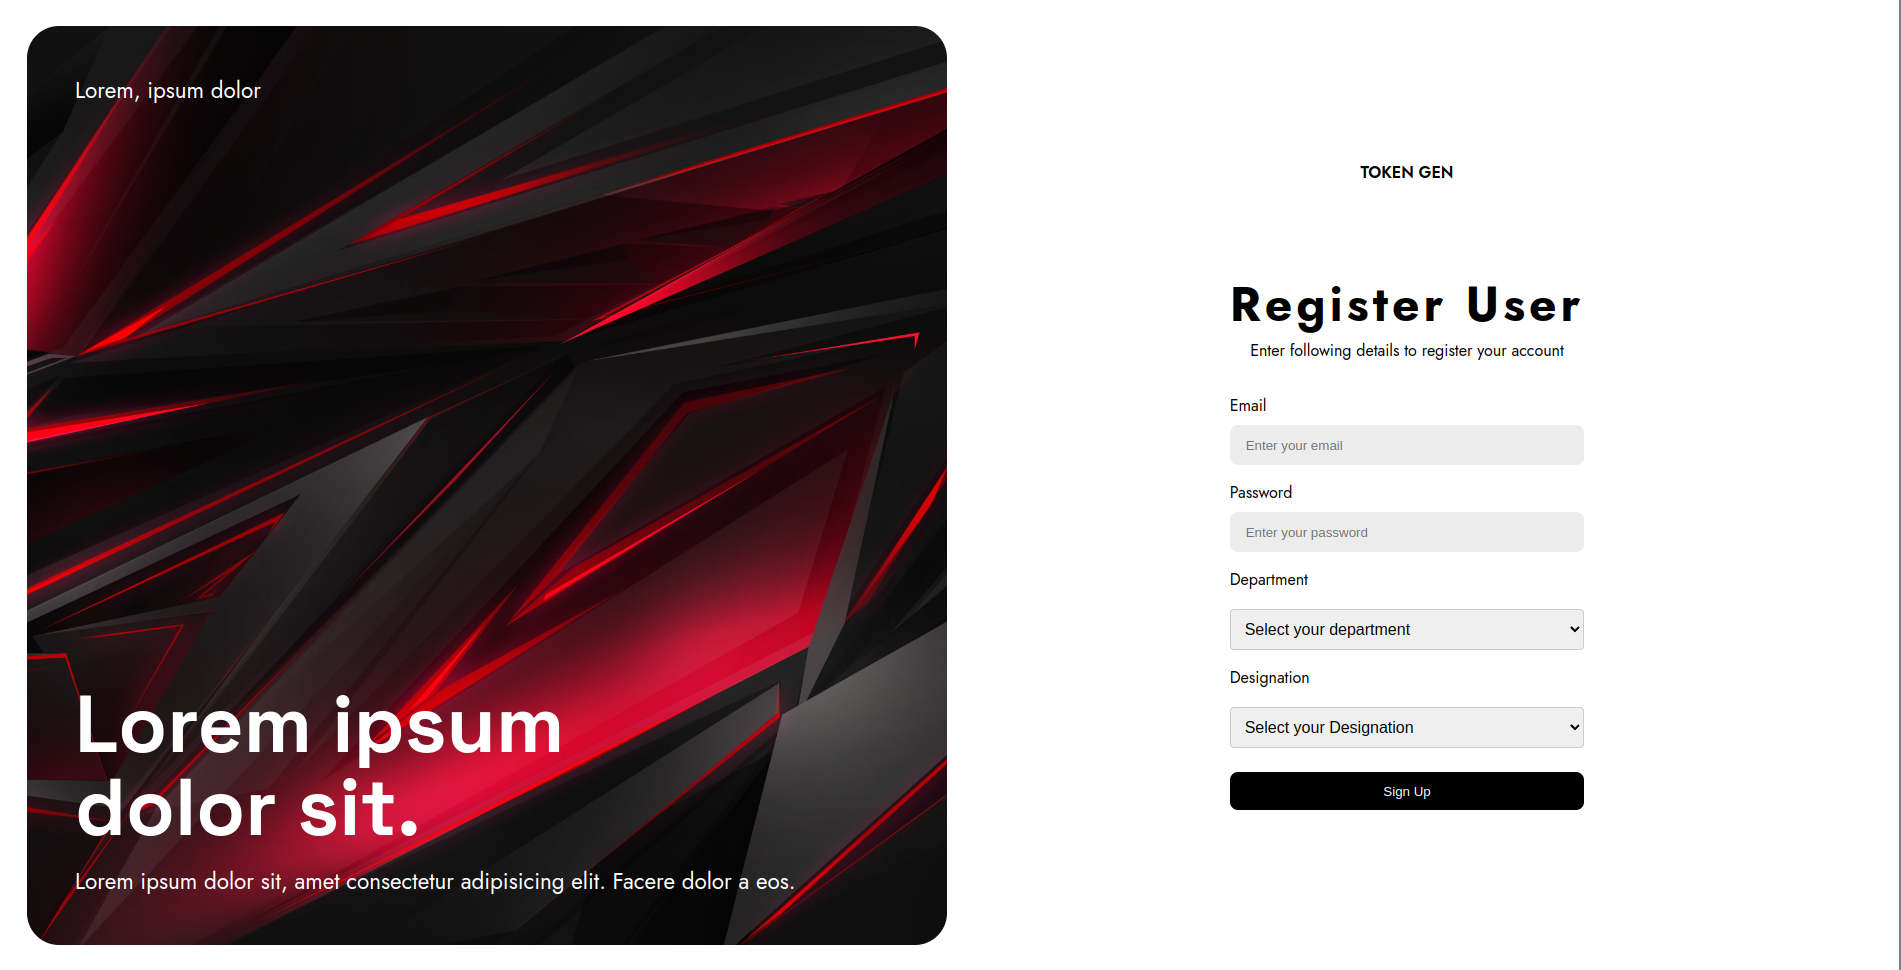 Lorem, ipsum dolor
Lorem ipsum
dolor sit.
Lorem ipsum dolor sit, amet consectetur adipisicing elit. Facere dolor a eos.
TOKEN GEN
Register User
Enter following details to register your account
Email
Enter your email
Password
Enter your password
Department
Select your department
Designation
Select your Designation
Sign Up